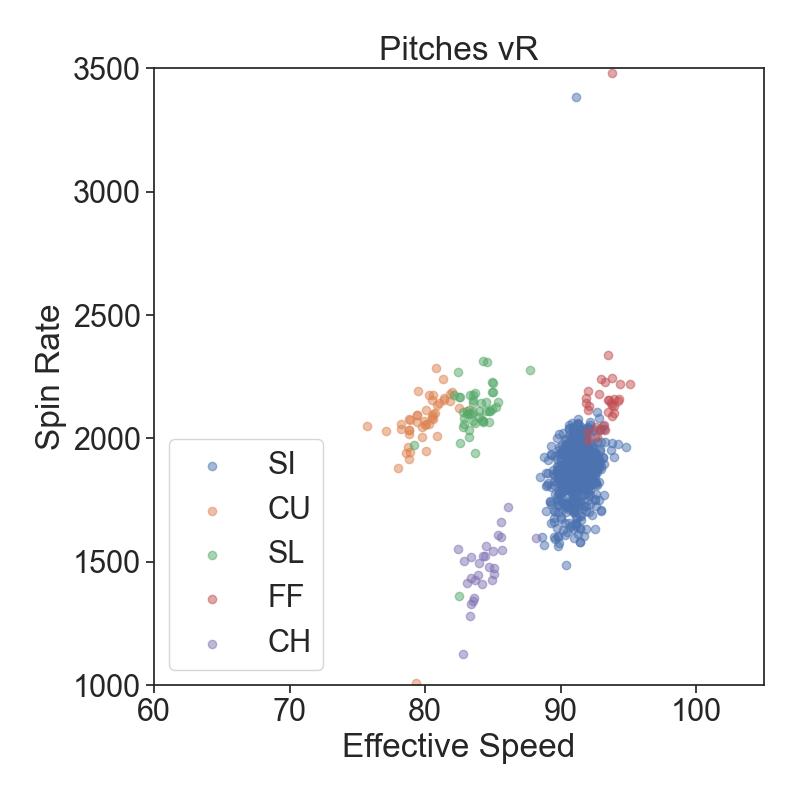 Pitches vR
Spin Rate
3500
3000
2500
2000
1500
1000
SI
CU
SL
FF
CH
60 70 80 90 100
Effective Speed